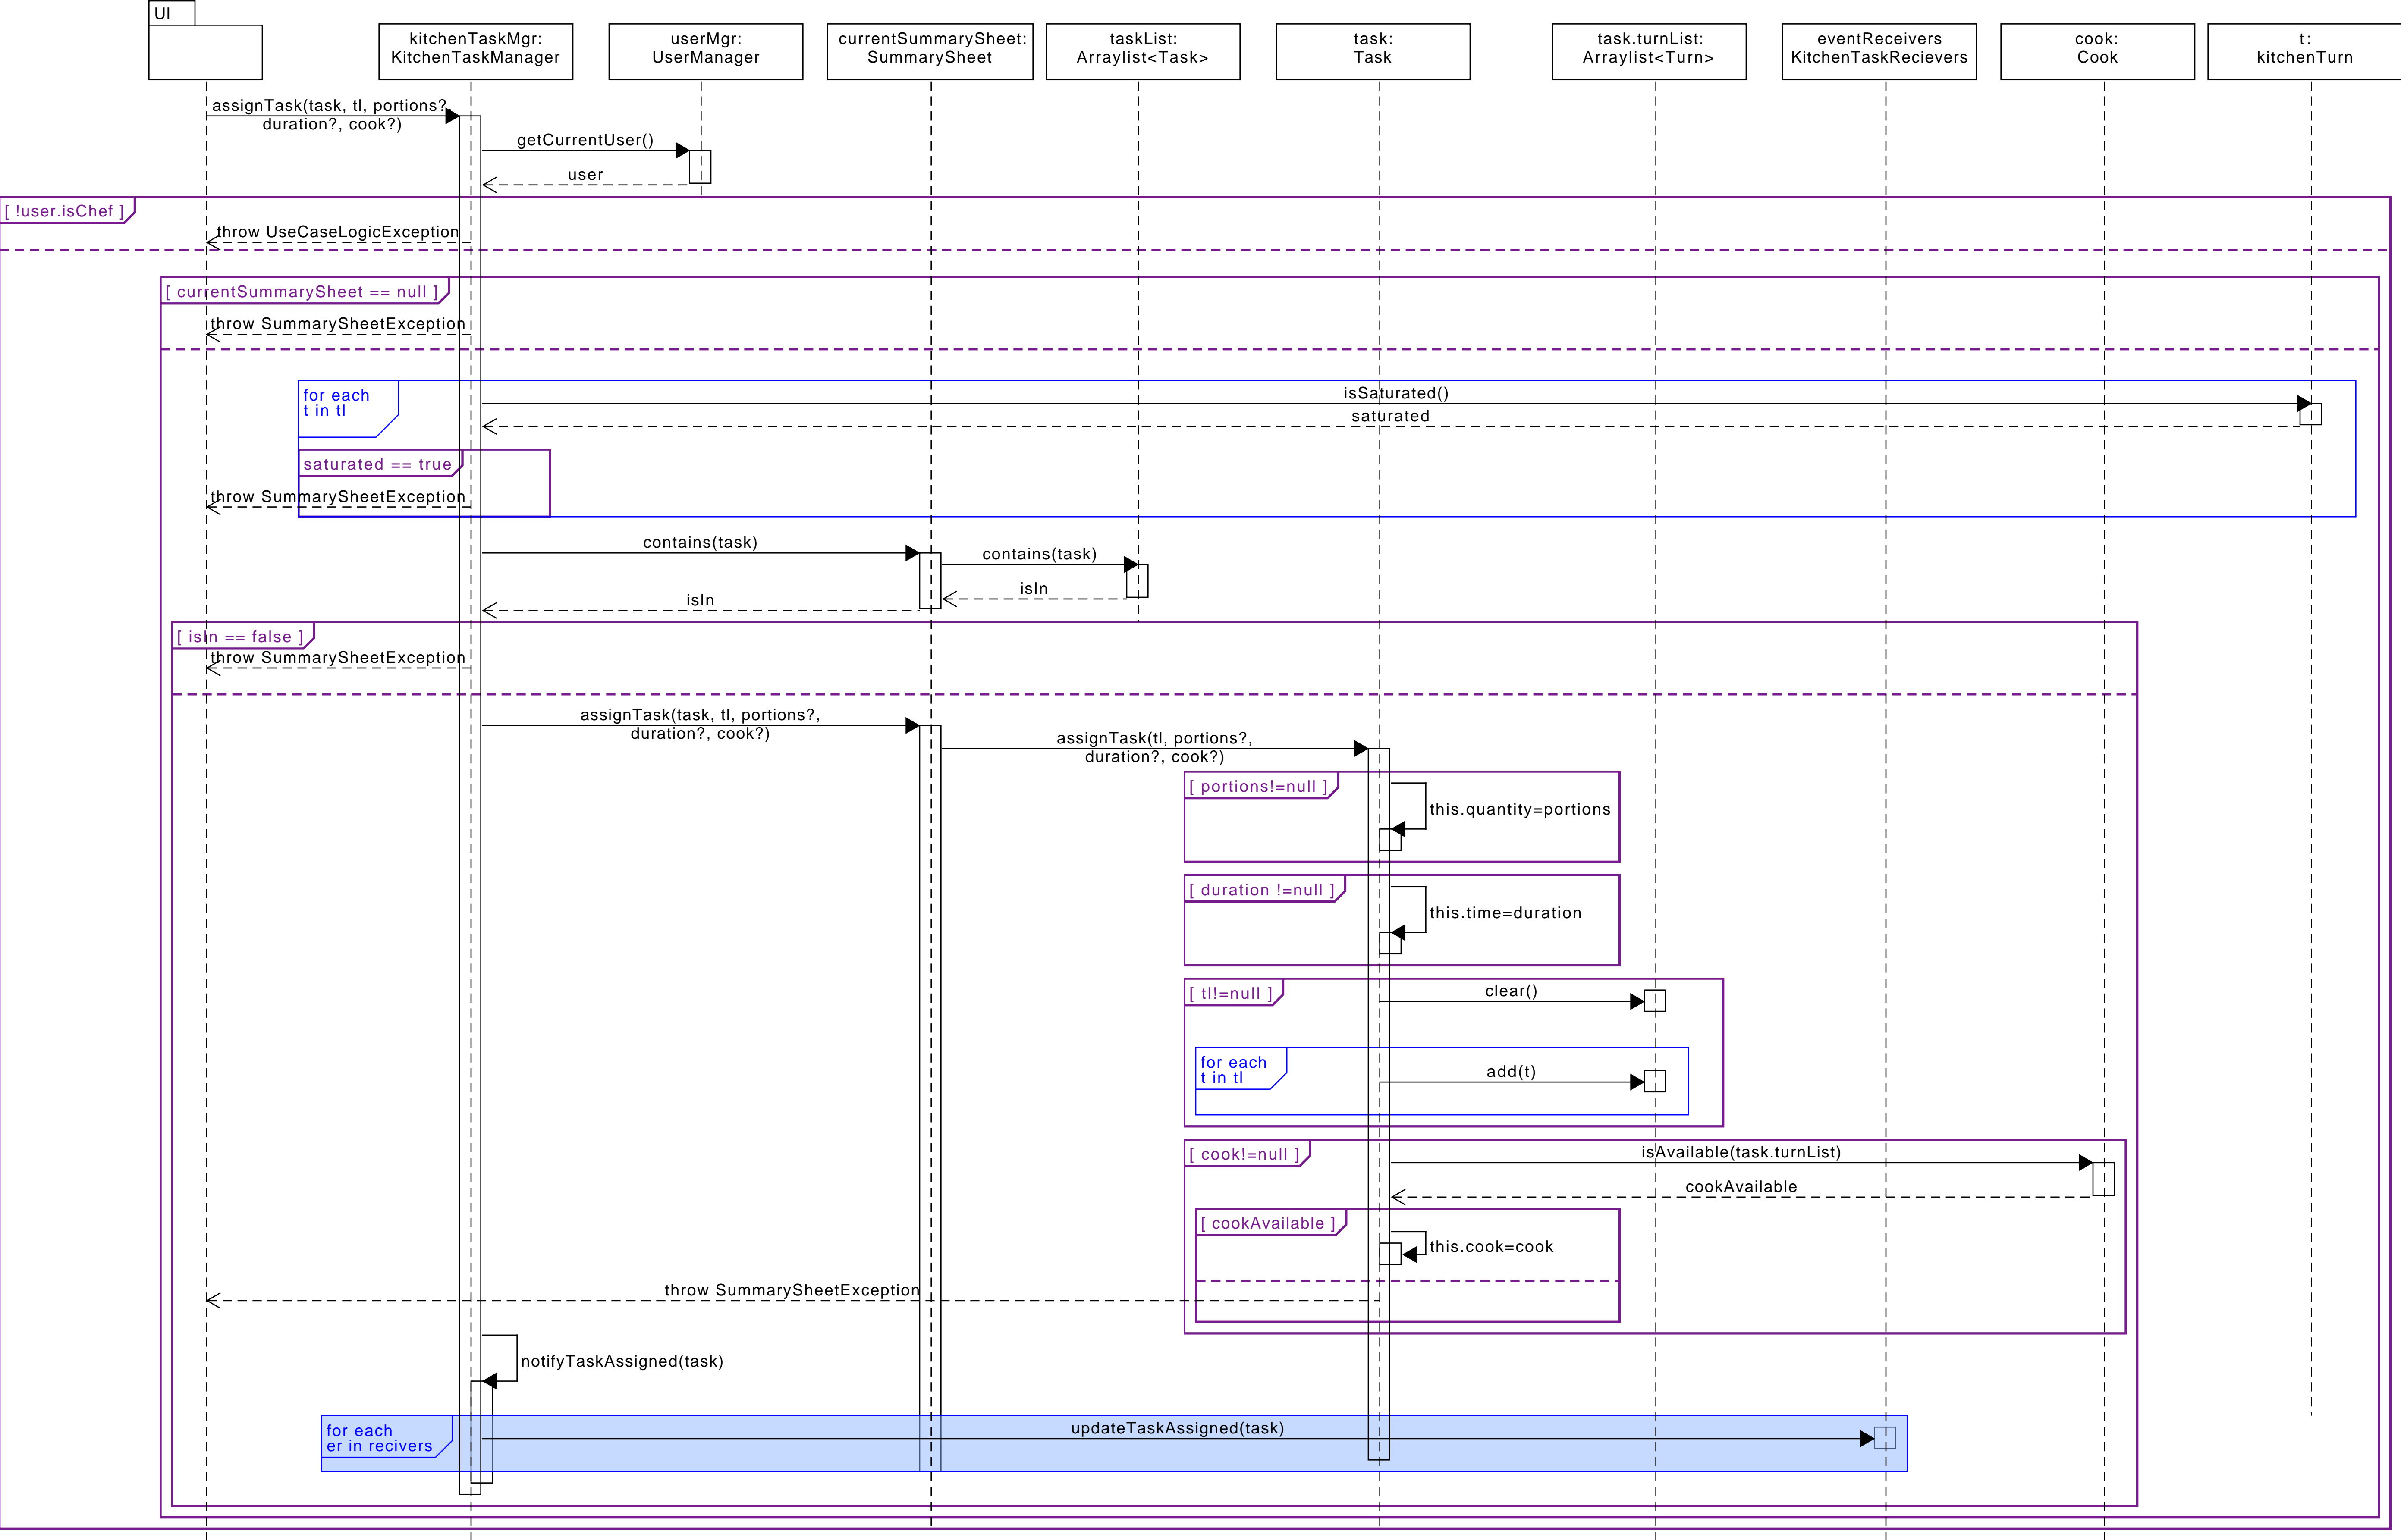 UI
kitchenTaskMgr:
KitchenTaskManager
userMgr:
UserManager
currentSummarySheet:
SummarySheet
taskList:
Arraylist<Task>
task:
Task
task.turnList:
Arraylist<Turn>
eventReceivers
KitchenTaskRecievers
cook:
Cook
t:
kitchenTurn
assignTask(task, tl, portions?,
duration?, cook?)
getCurrentUser()
user
[ !user.isChef ]
throw UseCaseLogicException
[ currentSummarySheet == null ]
throw SummarySheetException
for each
t in tl
isSaturated()
saturated
saturated == true
throw SummarySheetException
contains(task)
contains(task)
isIn
isIn
[ isIn == false ]
throw SummarySheetException
assignTask(task, tl, portions?,
duration?, cook?)
assignTask(tl, portions?,
duration?, cook?)
[ portions!=null ]
this.quantity=portions
[ duration !=null ]
this.time=duration
[ tl!=null ]
clear()
for each
t in tl
add(t)
[ cook!=null ]
isAvailable(task.turnList)
cookAvailable
[ cookAvailable ]
this.cook=cook
throw SummarySheetException
notifyTaskAssigned(task)
for each
er in recivers
updateTaskAssigned(task)